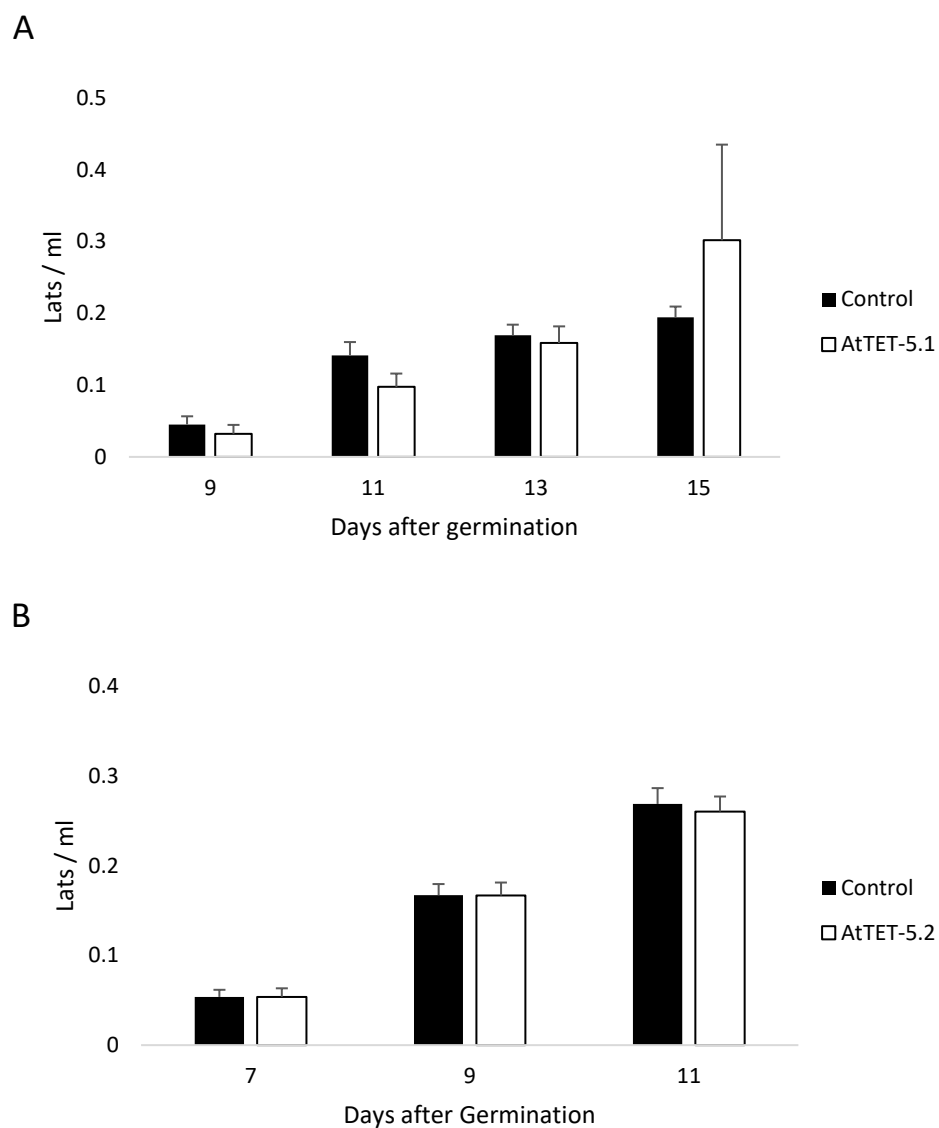 A
0.5
0.4
0.3
0.2
0.1
0
Lats / ml
9 11 13 15
Days after germination
Control
AtTET-5.1
B
0.4
0.3
0.2
0.1
0
Lats / ml
7 9 11
Days after Germination
Control
AtTET-5.2